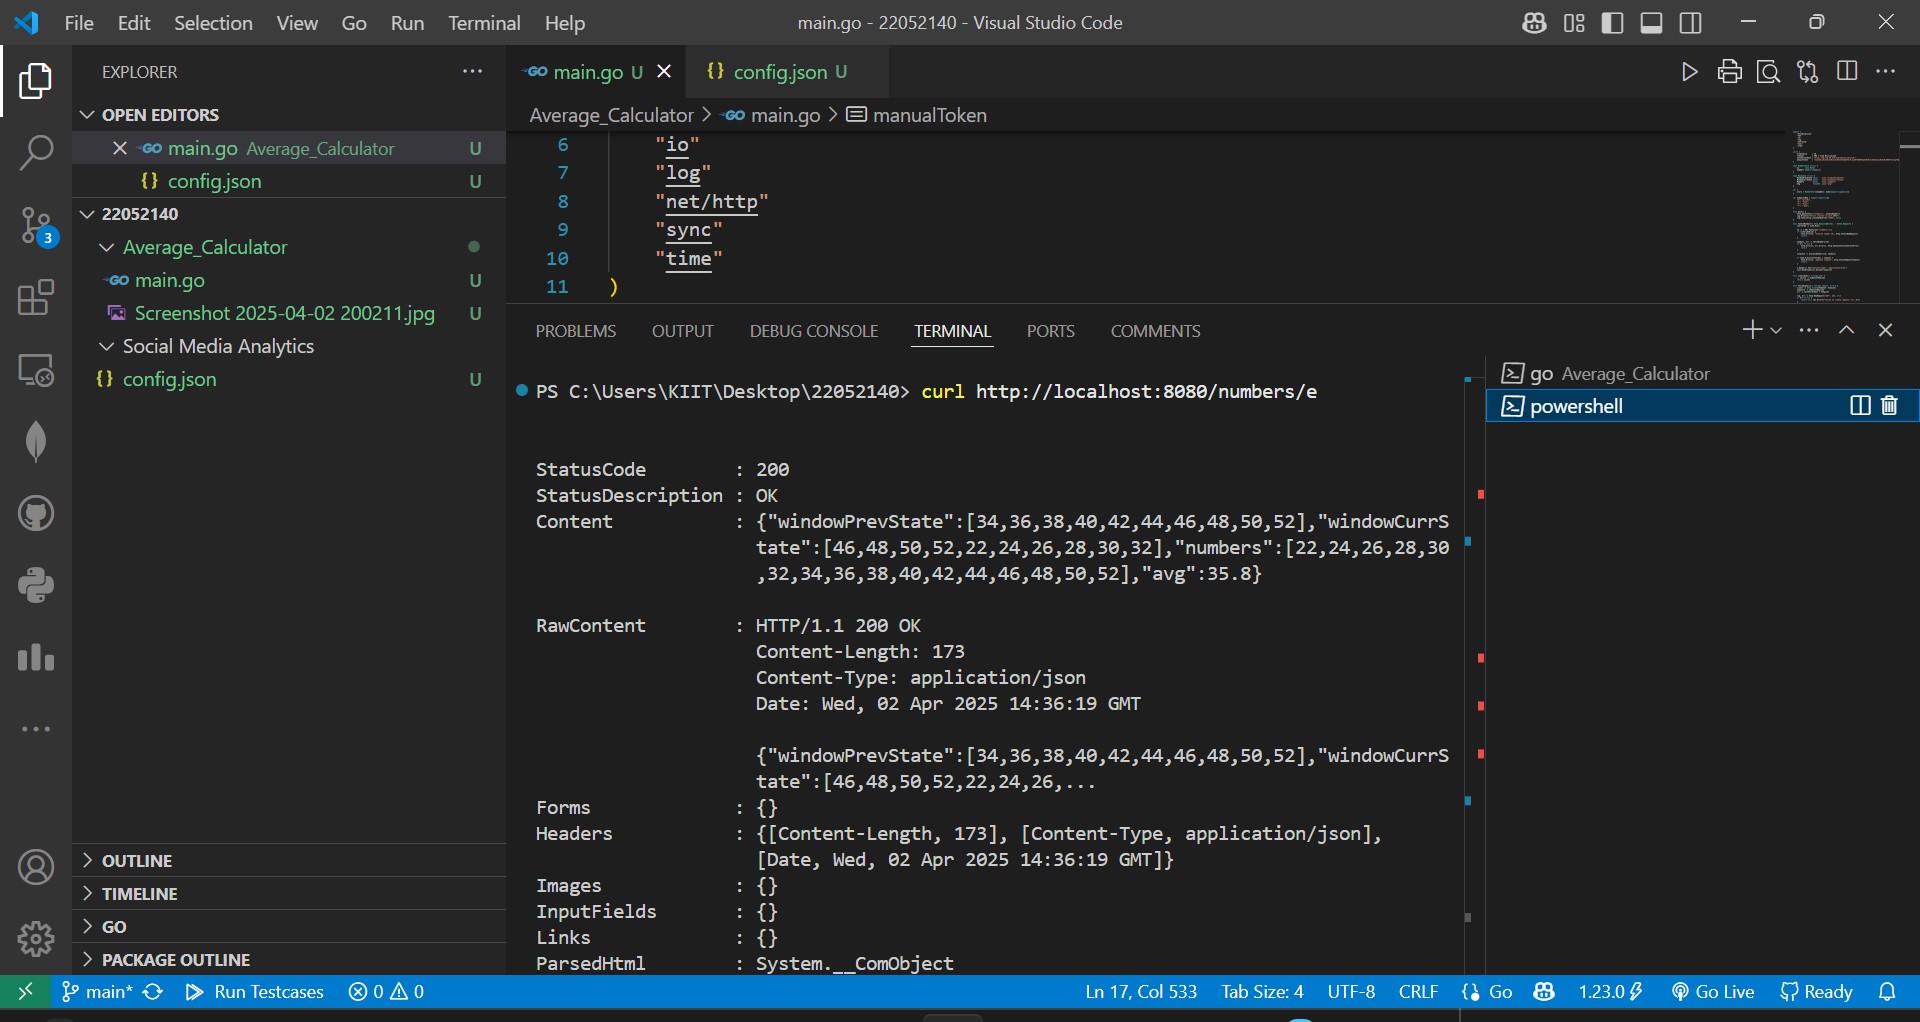 File Edit Selection View Go Run Terminal Help
main.go - 22052140 - Visual Studio Code
EXPLORER
OPEN EDITORS
main.go Average_Calculator U
{} config.json U
22052140
Average_Calculator
GO main.go U
Screenshot 2025-04-02 200211.jpg U
Social Media Analytics
{} config.json U
OUTLINE
TIMELINE
GO
PACKAGE OUTLINE
3
GO main.go U
{} config.json U
Average_Calculator > GO main.go > manualToken
6 "io"
7 "log"
8 "net/http"
9 "sync"
10 "time"
11 )
PROBLEMS OUTPUT DEBUG CONSOLE TERMINAL PORTS COMMENTS
PS C:\Users\KIIT\Desktop\22052140> curl http://localhost:8080/numbers/e
StatusCode : 200
StatusDescription : OK
Content : {"windowPrevState":[34,36,38,40,42,44,46,48,50,52],"windowCurrS
tate":[46,48,50,52,22,24,26,28,30,32],"numbers":[22,24,26,28,30
,32,34,36,38,40,42,44,46,48,50,52],"avg":35.8}
RawContent : HTTP/1.1 200 OK
Content-Length: 173
Content-Type: application/json
Date: Wed, 02 Apr 2025 14:36:19 GMT
{"windowPrevState":[34,36,38,40,42,44,46,48,50,52],"windowCurrS
tate":[46,48,50,52,22,24,26,...
Forms : {}
Headers : {[Content-Length, 173], [Content-Type, application/json],
[Date, Wed, 02 Apr 2025 14:36:19 GMT]}
Images : {}
InputFields : {}
Links : {}
ParsedHtml : System.__ComObject
go Average_Calculator
powershell
main* Run Testcases 0 0
Ln 17, Col 533 Tab Size: 4 UTF-8 CRLF Go 1.23.0 Go Live Ready